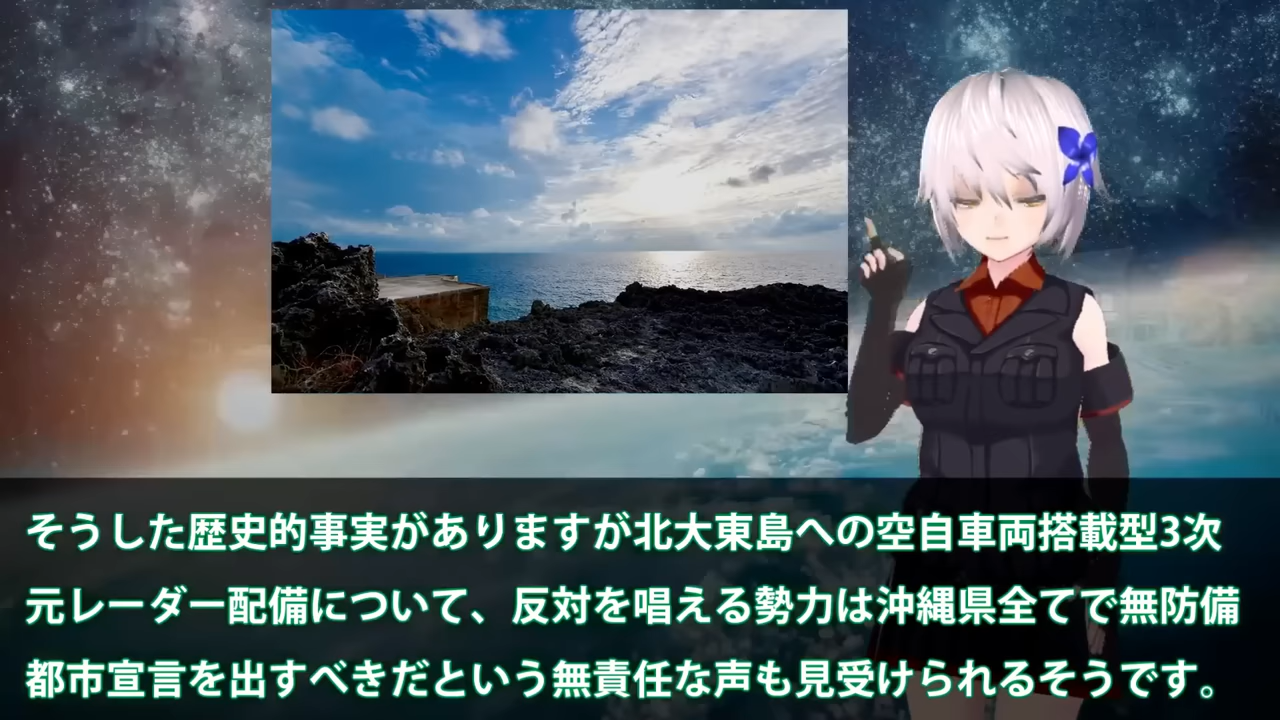 そうした歴史的事実がありますが北大東島への空自車両搭載型3次
元レーダー配備について、反対を唱える勢力は沖縄県全てで無防備
都市宣言を出すべきだという無責任な声も見受けられるそうです。